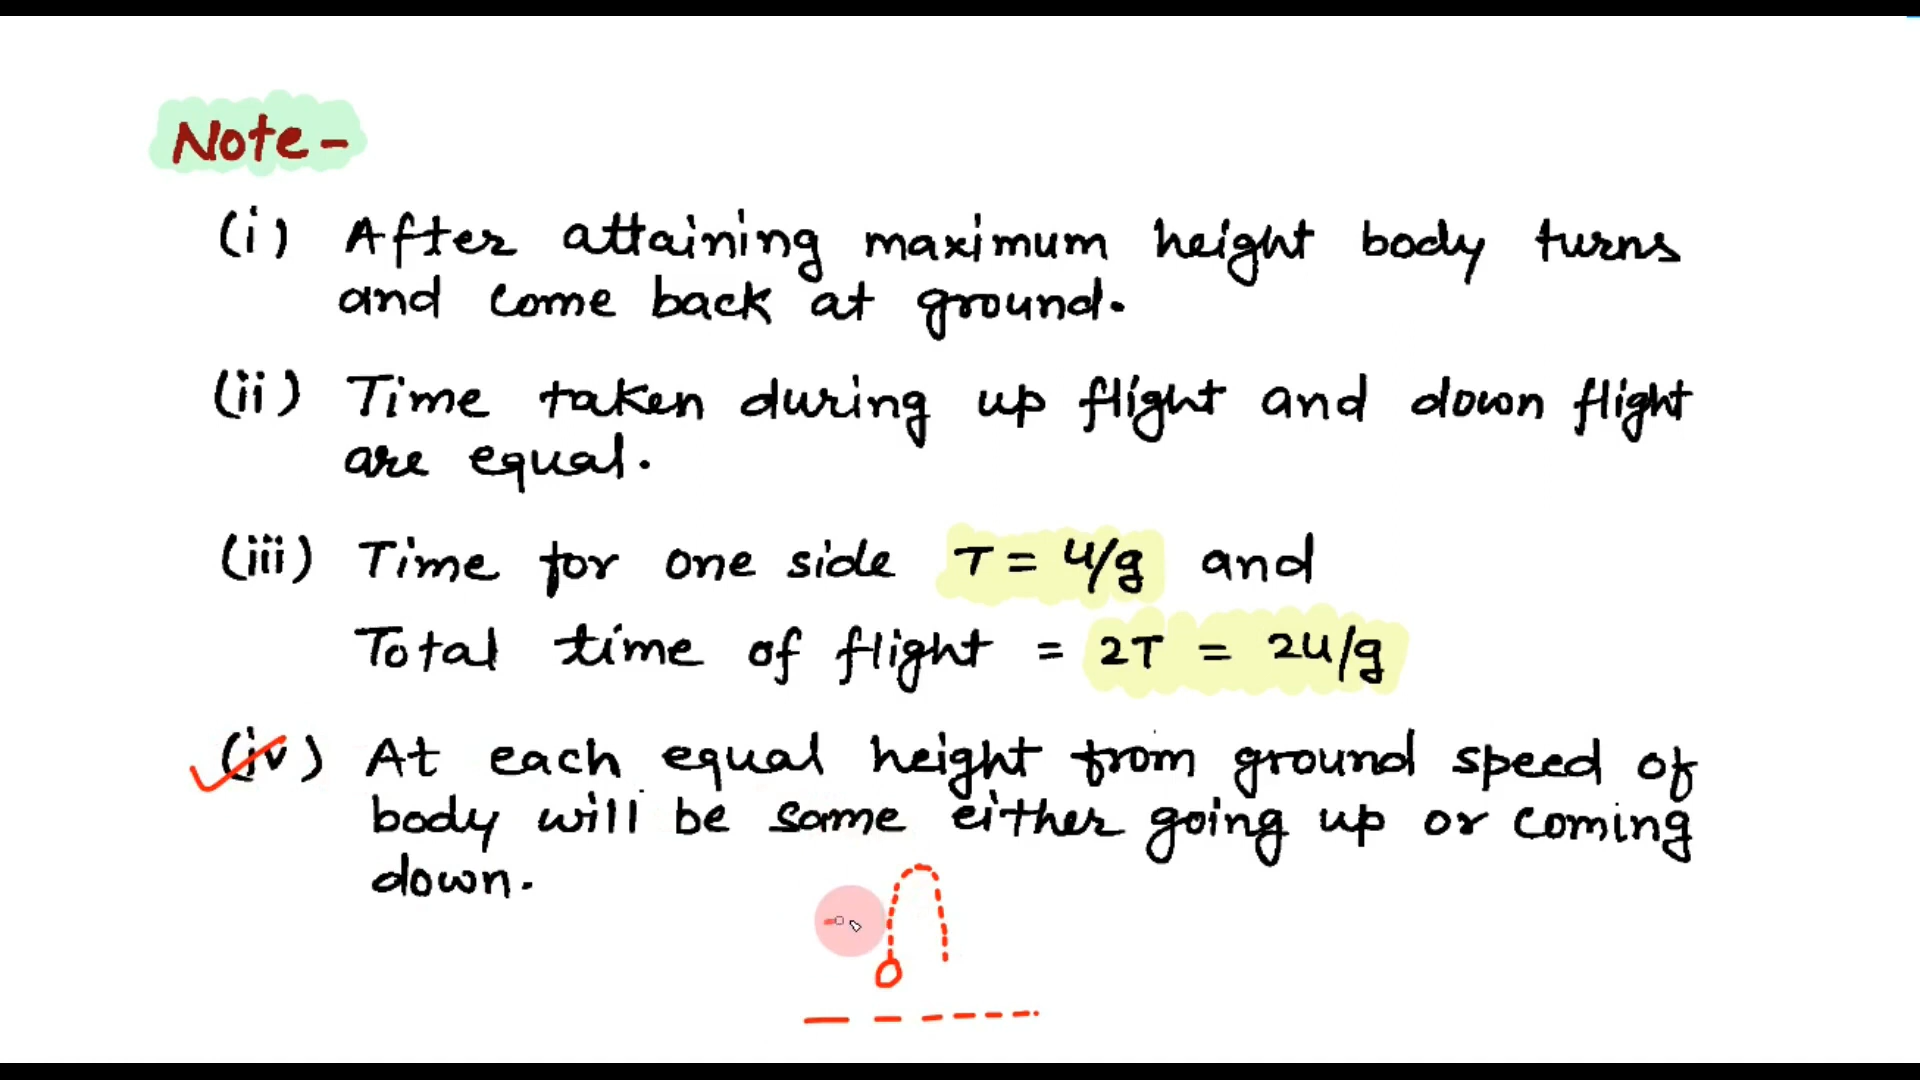 Note-
(i) After attaining maximum height body turns
and come back at ground.
(ii) Time taken during up flight and down flight
are equal.
(iii) Time for one side T = u/g and
Total time of flight = 2T = 2u/g
(iv) At each equal height from ground speed of
body will be same either going up or coming
down.